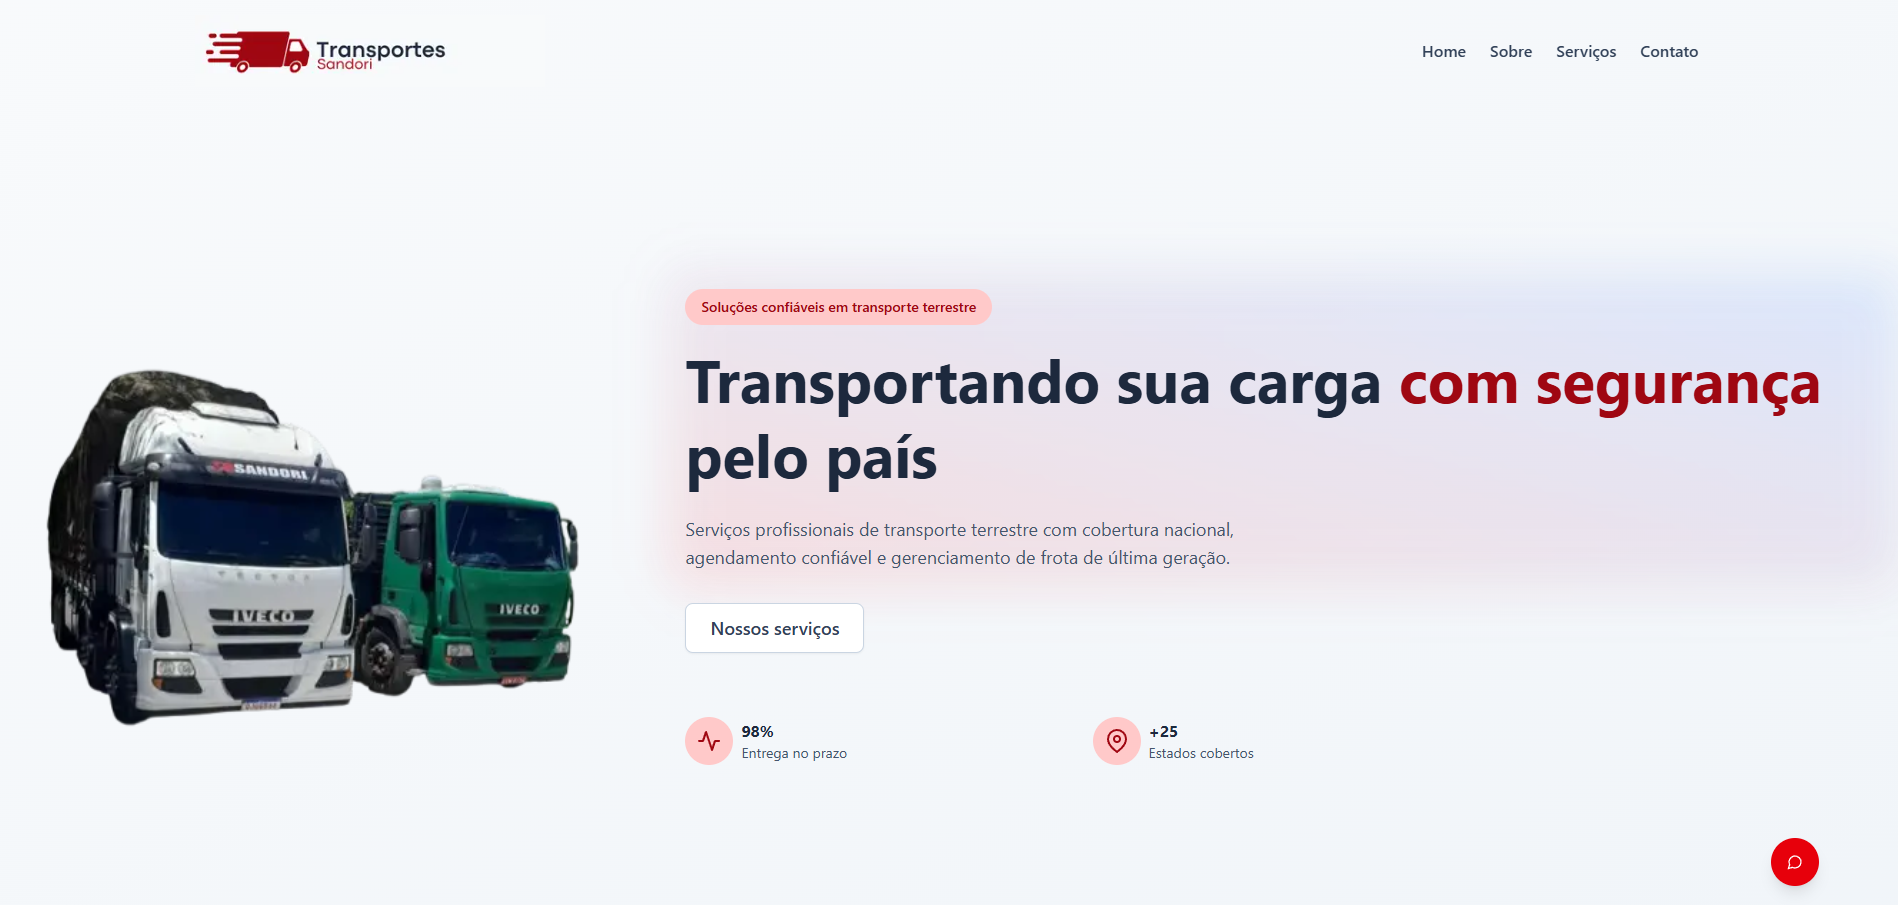 Transportes
Sandori
Home Sobre Serviços Contato
Soluções confiáveis em transporte terrestre
Transportando sua carga com segurança
pelo país
SANDORI
IVECO
IVECO
Serviços profissionais de transporte terrestre com cobertura nacional,
agendamento confiável e gerenciamento de frota de última geração.
Nossos serviços
98%
Entrega no prazo
+25
Estados cobertos